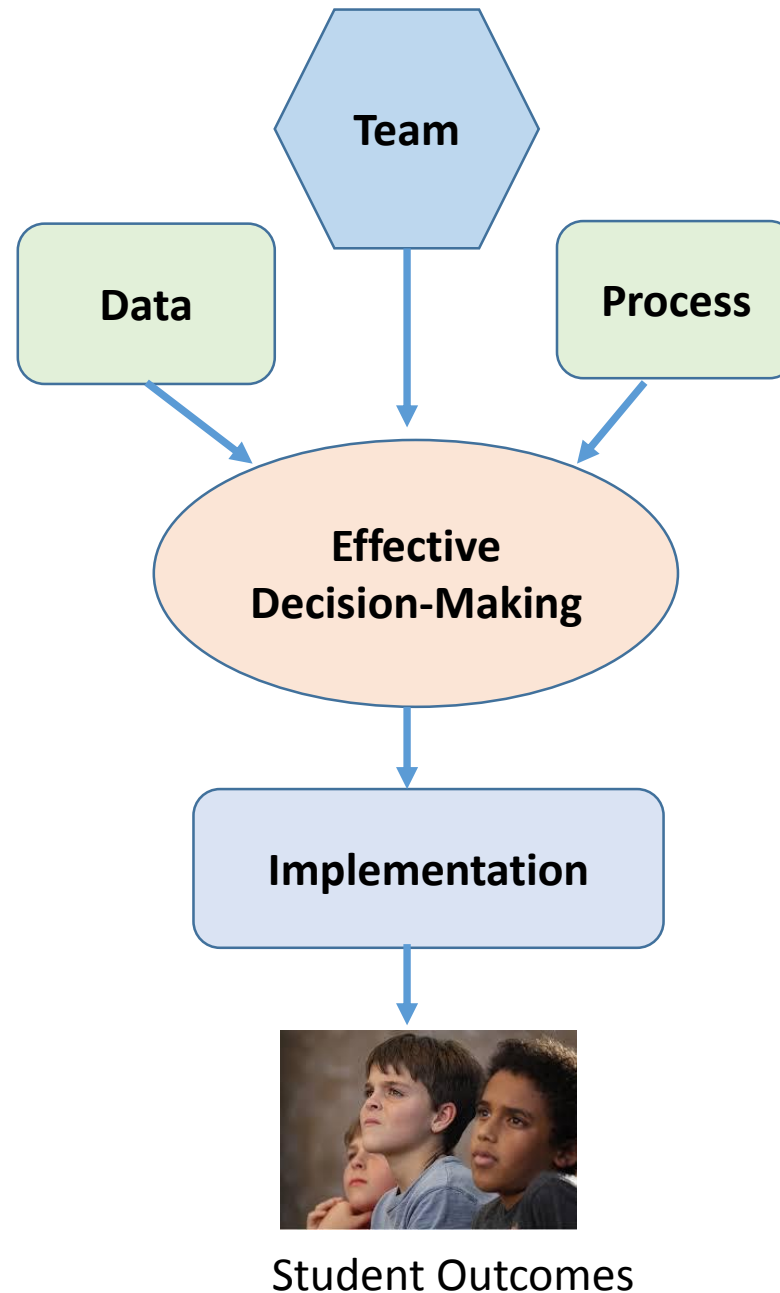 Team
Data
Process
Effective
Decision-Making
Implementation
Student Outcomes